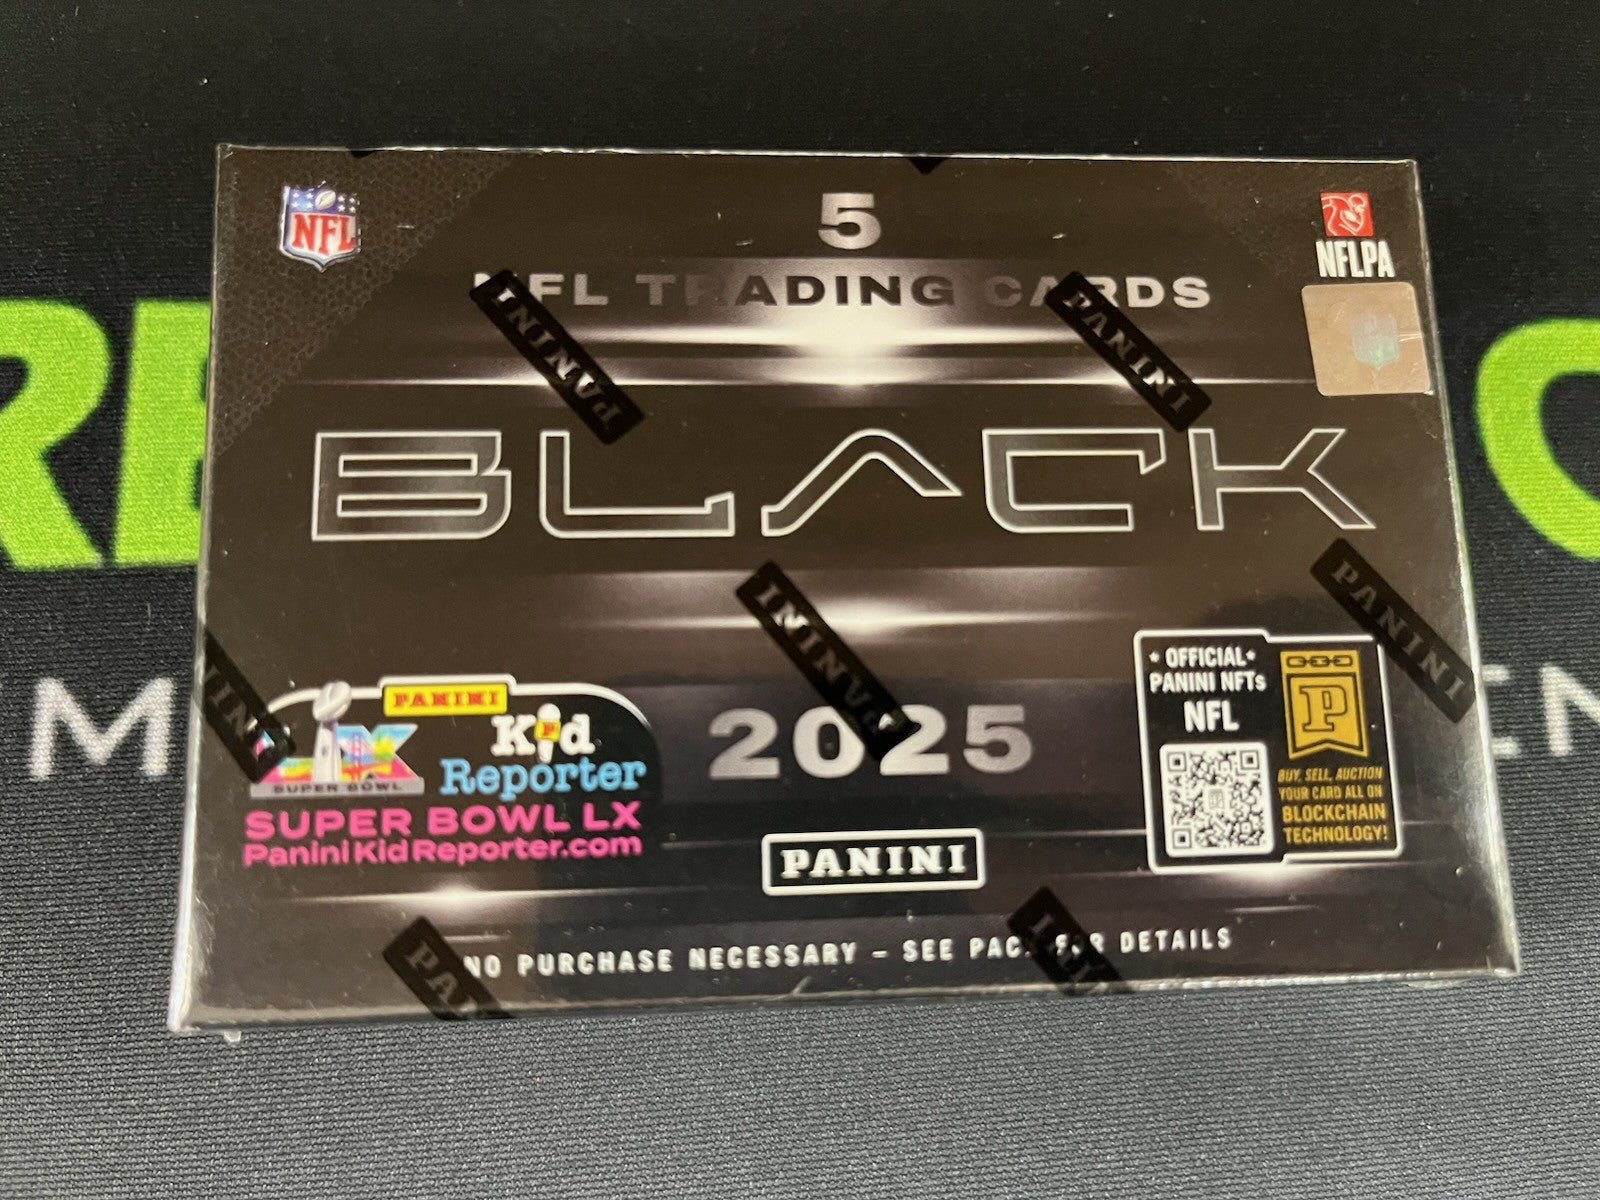 NFL
5
NFLPA
NFL TRADING CARDS
PANINI
PANINI
BLACK
PANINI
PANINI
PANINI
Kid
Reporter
SUPER BOWL
SUPER BOWL LX
PaniniKidReporter.com
2025
PANINI
OFFICIAL
PANINI NFTs
NFL
P
BUY, SELL, AUCTION
YOUR CARD ALL ON
BLOCKCHAIN
TECHNOLOGY!
NO PURCHASE NECESSARY – SEE PACK FOR DETAILS